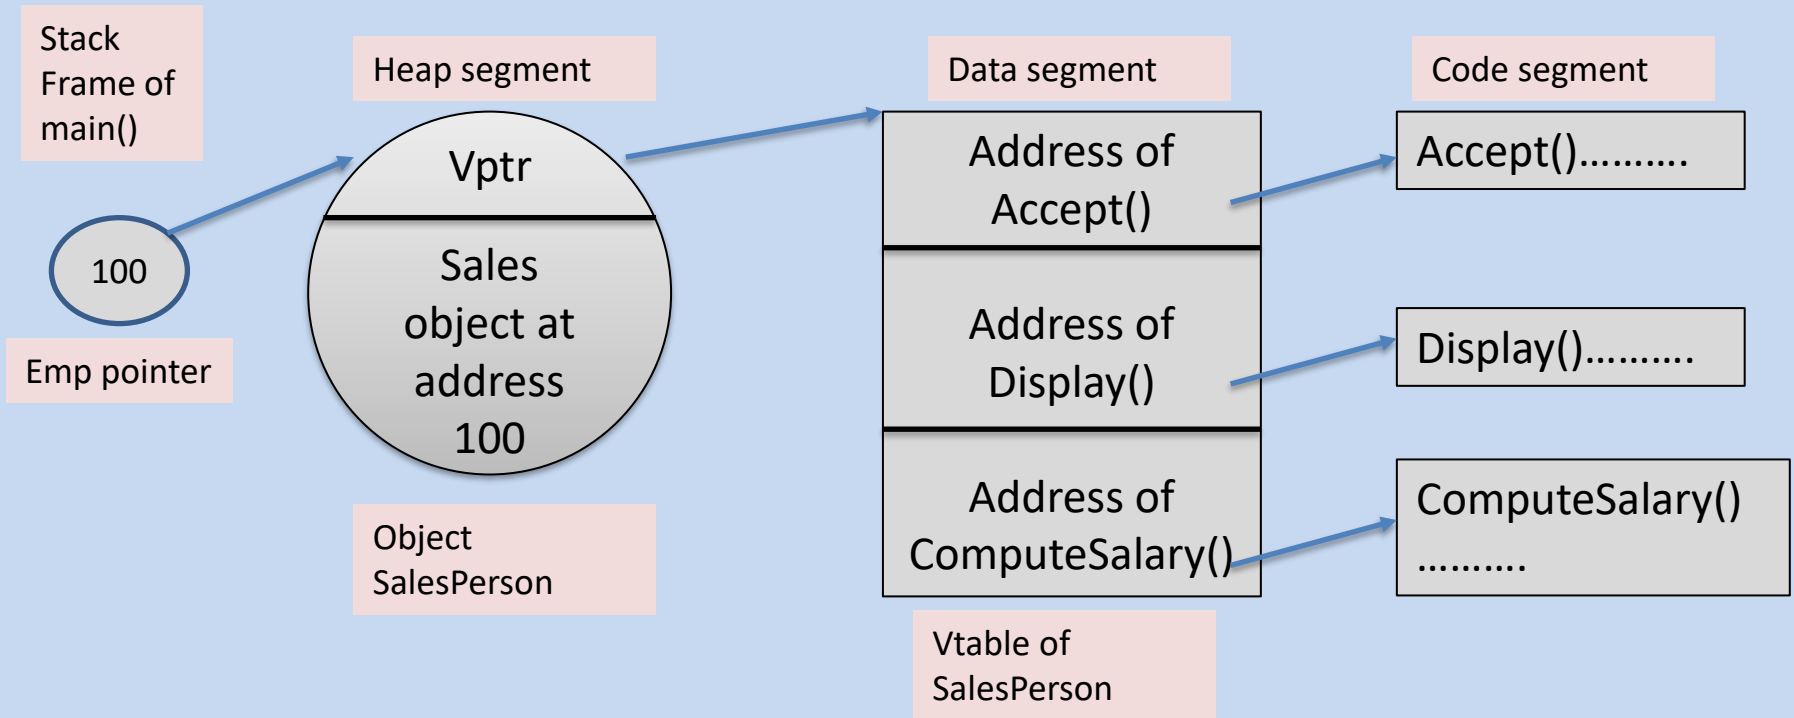 Stack
Frame of
main()
100
Emp pointer
Heap segment
Vptr
Sales
object at
address
100
Object
SalesPerson
Data segment
Address of
Accept()
Address of
Display()
Address of
ComputeSalary()
Vtable of
SalesPerson
Code segment
Accept()……….
Display()……….
ComputeSalary()
……….